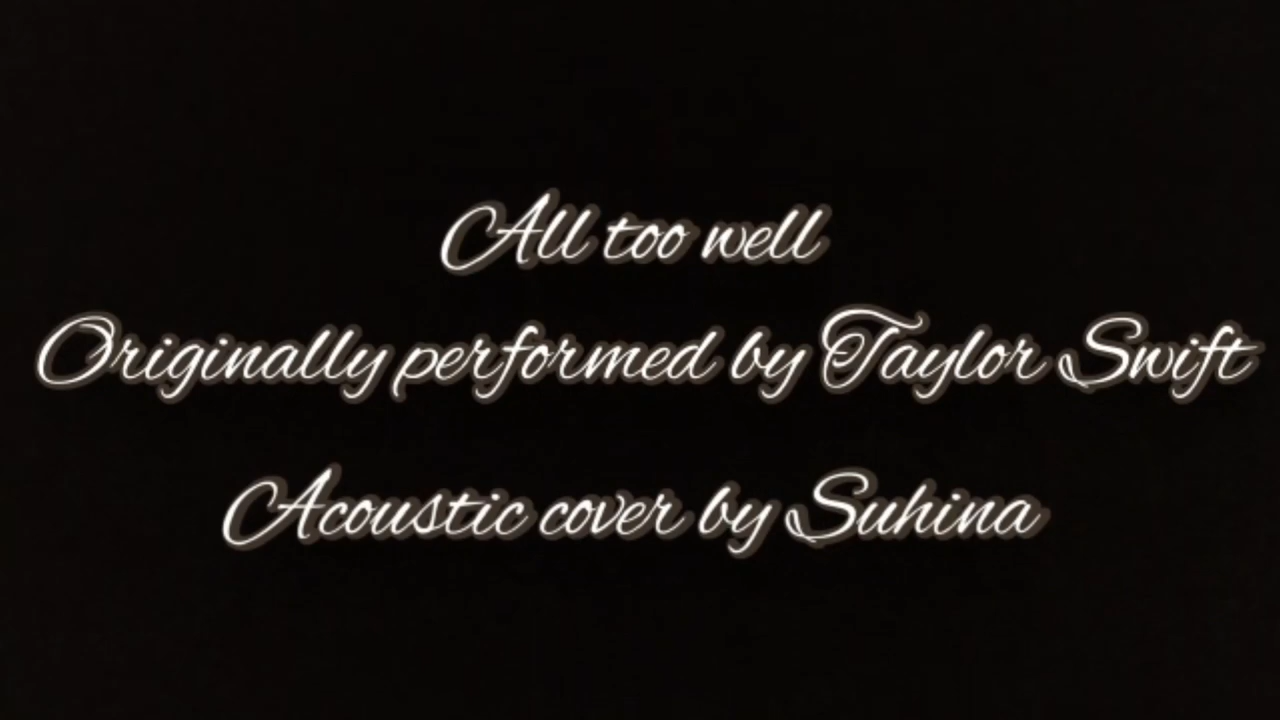 All too well
Originally performed by Taylor Swift
Acoustic cover by Suhina